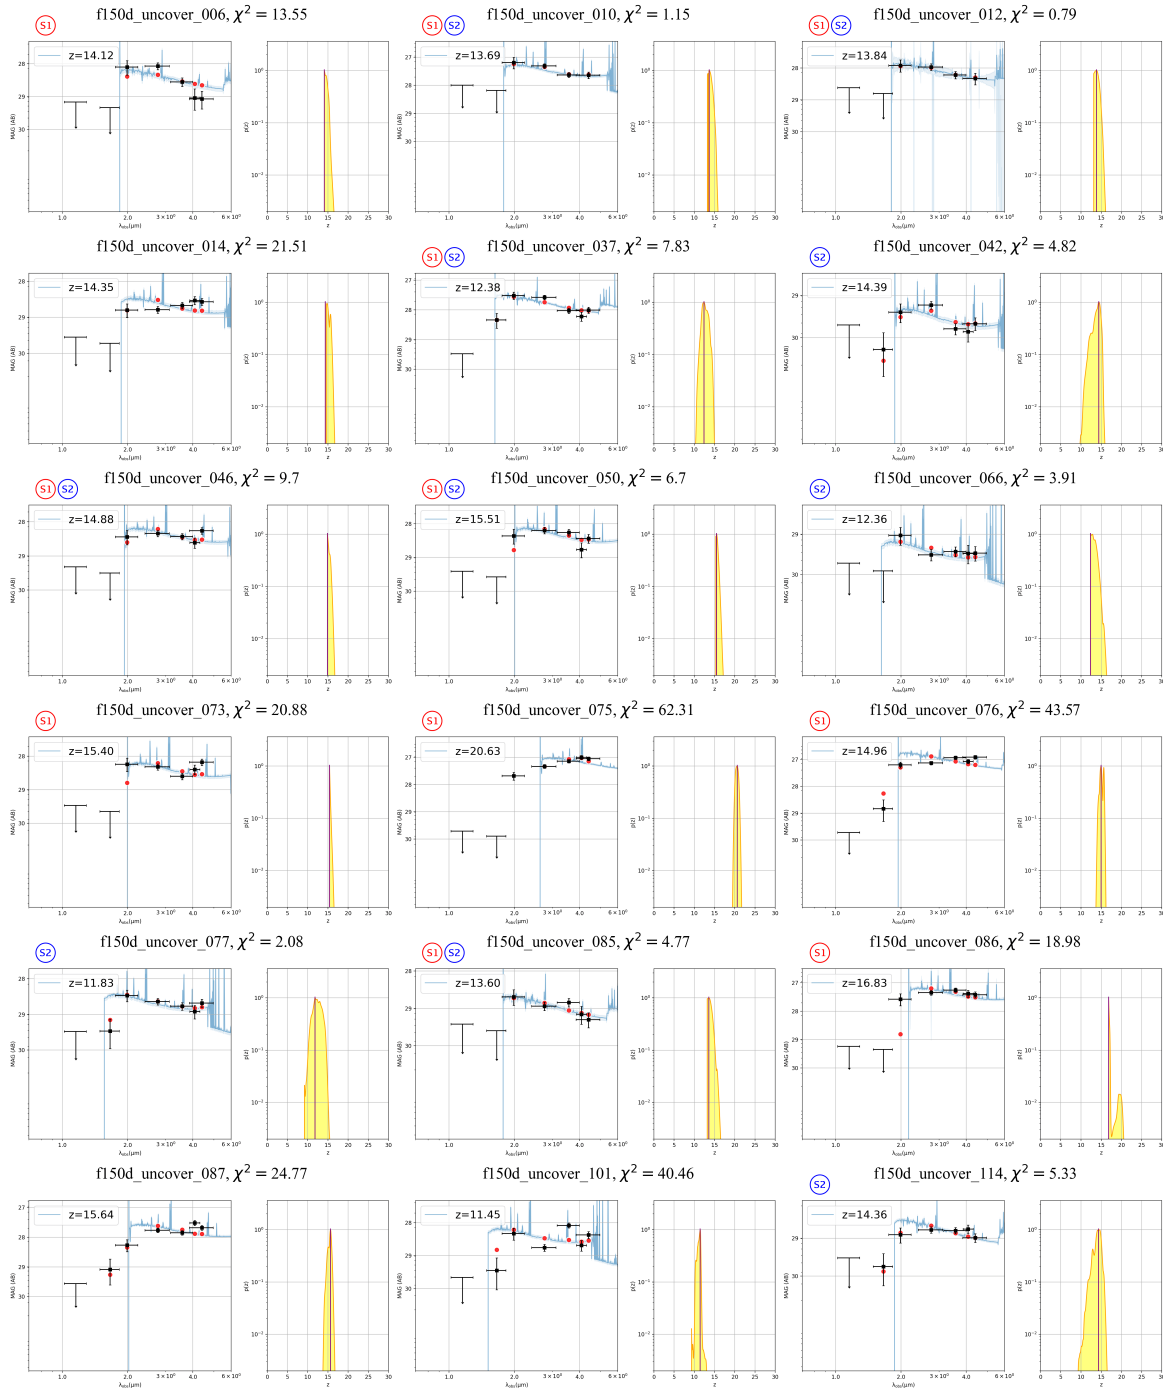 f150d_uncover_006, χ² = 13.55
S1
z=14.12
f150d_uncover_010, χ² = 1.15
S1 S2
z=13.69
f150d_uncover_012, χ² = 0.79
S1 S2
z=13.84
f150d_uncover_014, χ² = 21.51
z=14.35
f150d_uncover_037, χ² = 7.83
S1 S2
z=12.38
f150d_uncover_042, χ² = 4.82
S2
z=14.39
f150d_uncover_046, χ² = 9.7
S1 S2
z=14.88
f150d_uncover_050, χ² = 6.7
S1 S2
z=15.51
f150d_uncover_066, χ² = 3.91
S2
z=12.36
f150d_uncover_073, χ² = 20.88
S1
z=15.40
f150d_uncover_075, χ² = 62.31
S1
z=20.63
f150d_uncover_076, χ² = 43.57
S1
z=14.96
f150d_uncover_077, χ² = 2.08
S2
z=11.83
f150d_uncover_085, χ² = 4.77
S1 S2
z=13.60
f150d_uncover_086, χ² = 18.98
S1
z=16.83
f150d_uncover_087, χ² = 24.77
z=15.64
f150d_uncover_101, χ² = 40.46
z=11.45
f150d_uncover_114, χ² = 5.33
S2
z=14.36
MAG (AB)
λobs(μm)
p(z)
z